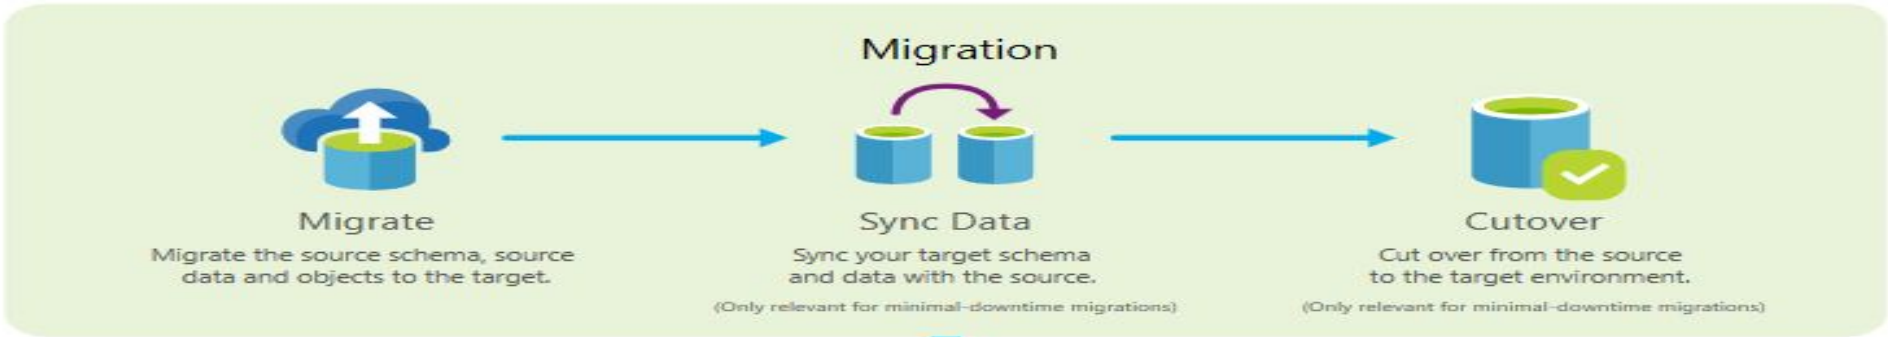 Migration
Migrate
Migrate the source schema, source
data and objects to the target.
Sync Data
Sync your target schema
and data with the source.
(Only relevant for minimal-downtime migrations)
Cutover
Cut over from the source
to the target environment.
(Only relevant for minimal-downtime migrations)